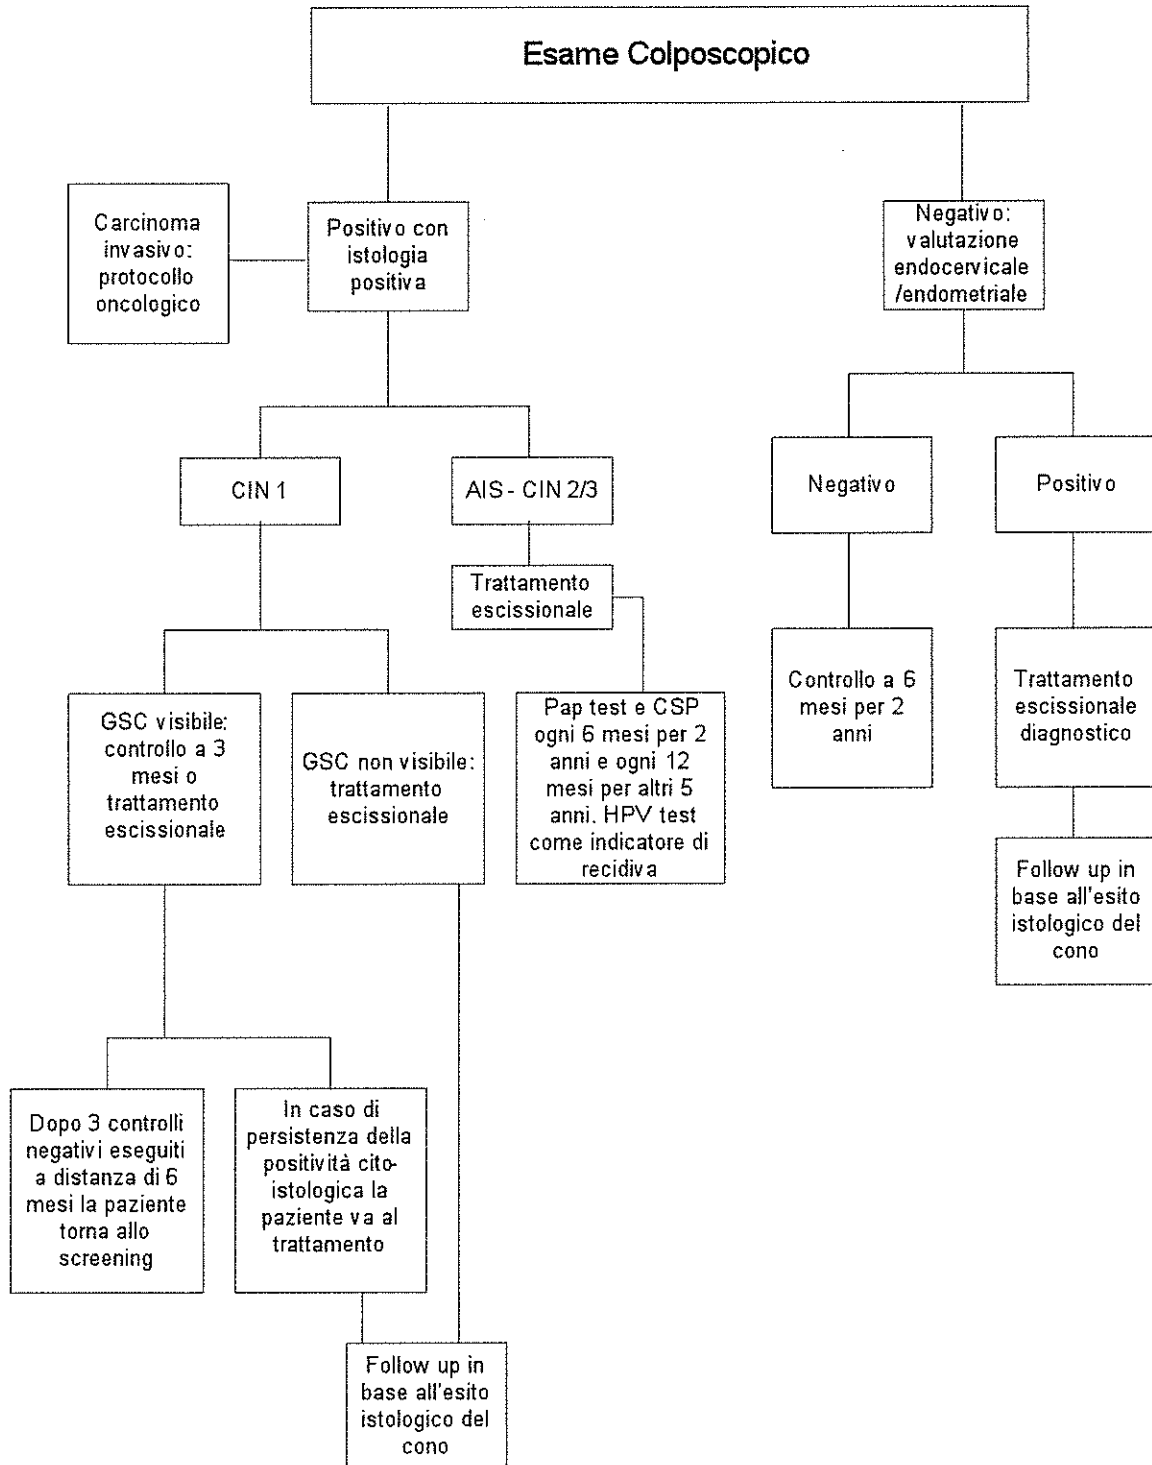 Esame Colposcopico
Carcinoma
invasivo:
protocollo
oncologico
Positivo con
istologia
positiva
Negativo:
valutazione
endocervicale
/endometriale
CIN 1
AIS - CIN 2/3
Negativo
Positivo
Trattamento
escissionale
GSC visibile:
controllo a 3
mesi o
trattamento
escissionale
GSC non visibile:
trattamento
escissionale
Pap test e CSP
ogni 6 mesi per 2
anni e ogni 12
mesi per altri 5
anni. HPV test
come indicatore di
recidiva
Controllo a 6
mesi per 2
anni
Trattamento
escissionale
diagnostico
Follow up in
base all'esito
istologico del
cono
Dopo 3 controlli
negativi eseguiti
a distanza di 6
mesi la paziente
torna allo
screening
In caso di
persistenza della
positività cito-
istologica la
paziente va al
trattamento
Follow up in
base all'esito
istologico del
cono